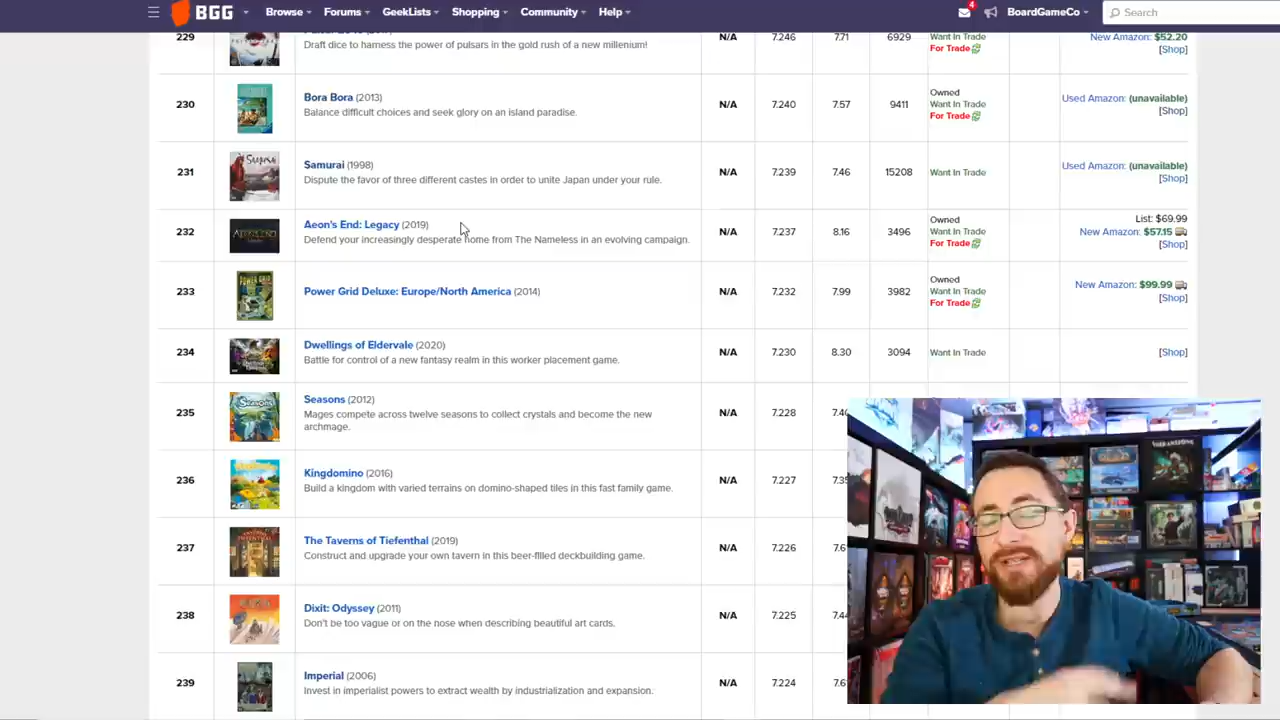 BGG
Browse Forums GeekLists Shopping Community Help
4
BoardGameCo
Search
229
Draft dice to harness the power of pulsars in the gold rush of a new millenium!
N/A 7.246 7.71 6929
Want In Trade
For Trade
New Amazon: $52.20
[Shop]
230
Bora Bora (2013)
Balance difficult choices and seek glory on an island paradise.
N/A 7.240 7.57 9411
Owned
Want In Trade
For Trade
Used Amazon: (unavailable)
[Shop]
231
Samurai (1998)
Dispute the favor of three different castes in order to unite Japan under your rule.
N/A 7.239 7.46 15208
Want In Trade
Used Amazon: (unavailable)
[Shop]
232
Aeon's End: Legacy (2019)
Defend your increasingly desperate home from The Nameless in an evolving campaign.
N/A 7.237 8.16 3496
Owned
Want In Trade
For Trade
List: $69.99
New Amazon: $57.15
[Shop]
233
Power Grid Deluxe: Europe/North America (2014)
N/A 7.232 7.99 3982
Owned
Want In Trade
For Trade
New Amazon: $99.99
[Shop]
234
Dwellings of Eldervale (2020)
Battle for control of a new fantasy realm in this worker placement game.
N/A 7.230 8.30 3094
Want In Trade
[Shop]
235
Seasons (2012)
Mages compete across twelve seasons to collect crystals and become the new
archmage.
N/A 7.228
236
Kingdomino (2016)
Build a kingdom with varied terrains on domino-shaped tiles in this fast family game.
N/A 7.227
237
The Taverns of Tiefenthal (2019)
Construct and upgrade your own tavern in this beer-filled deckbuilding game.
N/A 7.226
238
Dixit: Odyssey (2011)
Don't be too vague or on the nose when describing beautiful art cards.
N/A 7.225
239
Imperial (2006)
Invest in imperialist powers to extract wealth by industrialization and expansion.
N/A 7.224